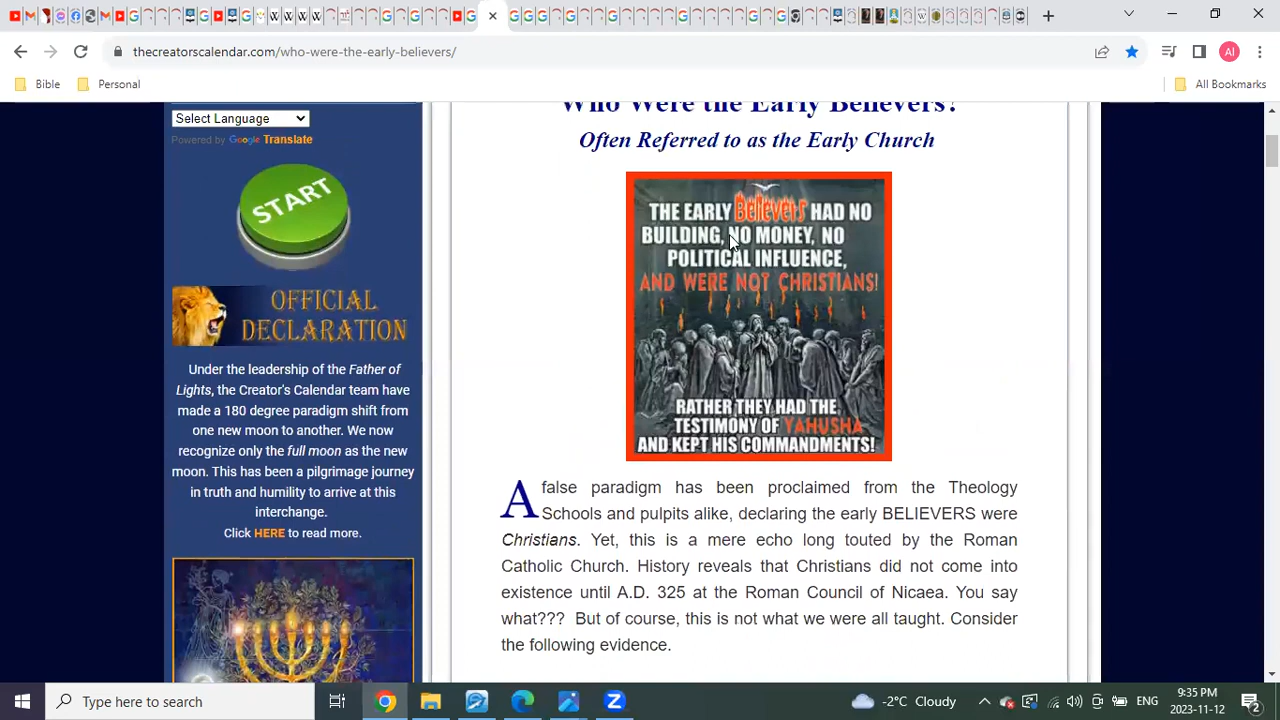 thecreatorscalendar.com/who-were-the-early-believers/
AI
Bible
Personal
All Bookmarks
Select Language
Powered by Google Translate
START
OFFICIAL
DECLARATION
Under the leadership of the Father of
Lights, the Creator's Calendar team have
made a 180 degree paradigm shift from
one new moon to another. We now
recognize only the full moon as the new
moon. This has been a pilgrimage journey
in truth and humility to arrive at this
interchange.
Click HERE to read more.
Who Were the Early Believers?
Often Referred to as the Early Church
THE EARLY Believers HAD NO
BUILDING, NO MONEY, NO
POLITICAL INFLUENCE,
AND WERE NOT CHRISTIANS!
RATHER THEY HAD THE
TESTIMONY OF YAHUSHA
AND KEPT HIS COMMANDMENTS!
A false paradigm has been proclaimed from the Theology
Schools and pulpits alike, declaring the early BELIEVERS were
Christians. Yet, this is a mere echo long touted by the Roman
Catholic Church. History reveals that Christians did not come into
existence until A.D. 325 at the Roman Council of Nicaea. You say
what??? But of course, this is not what we were all taught. Consider
the following evidence.
Type here to search
-2°C Cloudy
ENG
9:35 PM
2023-11-12
2